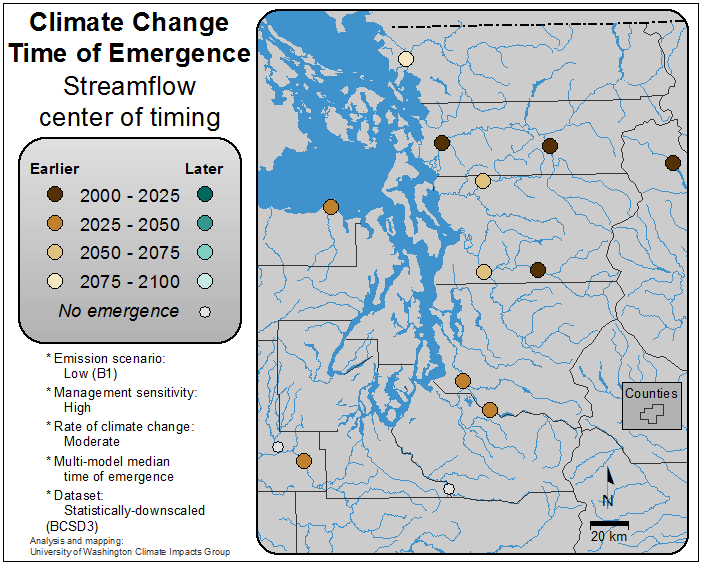 Climate Change
Time of Emergence
Streamflow
center of timing
Earlier Later
2000 - 2025
2025 - 2050
2050 - 2075
2075 - 2100
No emergence
* Emission scenario:
Low (B1)
* Management sensitivity:
High
* Rate of climate change:
Moderate
* Multi-model median
time of emergence
* Dataset:
Statistically-downscaled
(BCSD3)
Analysis and mapping:
University of Washington Climate Impacts Group
Counties
N
20 km